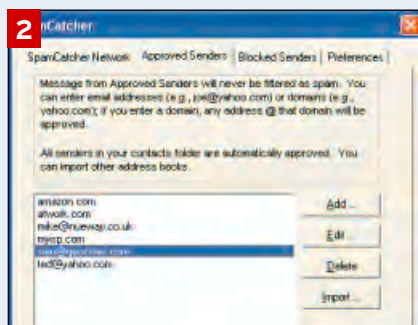 2
SpamCatcher
SpamCatcher Network Approved Senders Blocked Senders Preferences
Message from Approved Senders will never be filtered as spam. You
can enter email addresses (e.g., joe@yahoo.com) or domains (e.g.,
yahoo.com); if you enter a domain, any address @ that domain will be
approved.
All senders in your contacts folder are automatically approved. You
can import other address books.
amazon.com
atwork.com
mike@nuewap.co.uk
myisp.com
ted@yahoo.com
Add ...
Edit ...
Delete
Import ...